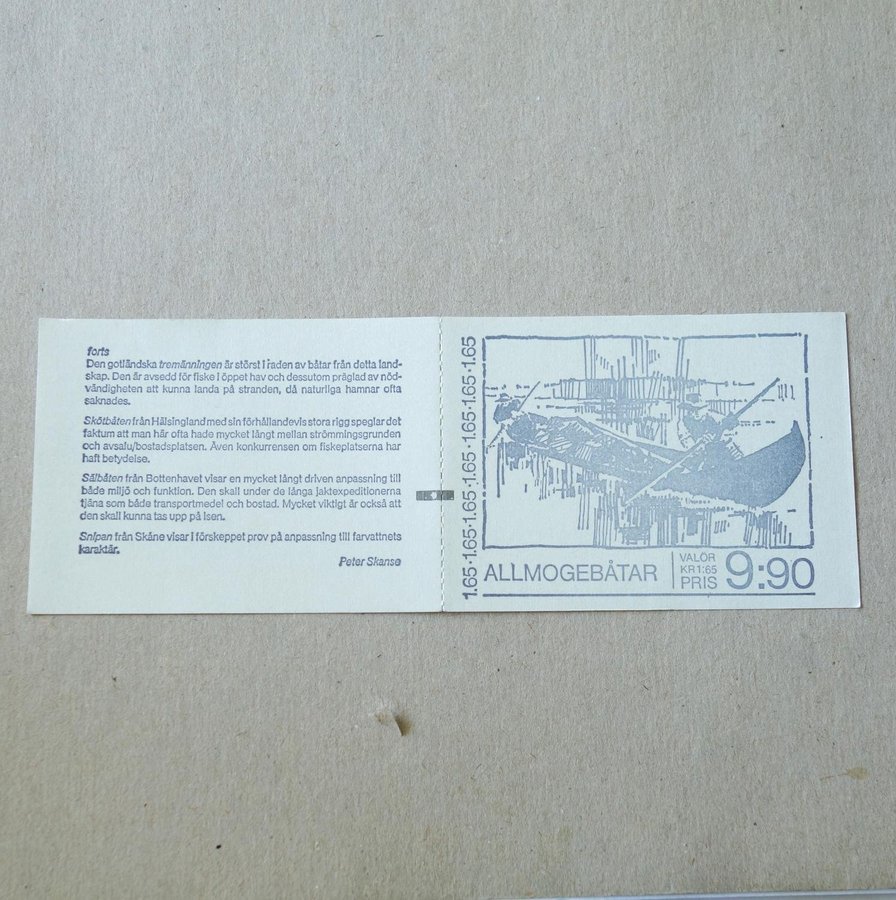 forts
Den gotländska tremänningen är störst i raden av båtar från detta land-
skap. Den är avsedd för fiske i öppet hav och dessutom präglad av nöd-
vändigheten att kunna landa på stranden, då naturliga hamnar ofta
saknades.
Skötbåten från Hälsingland med sin förhållandevis stora rigg speglar det
faktum att man här ofta hade mycket långt mellan strömmingsgrunden
och avsalu/bostadsplatsen. Även konkurrensen om fiskeplatserna har
haft betydelse.
Sälbåten från Bottenhavet visar en mycket långt driven anpassning till
både miljö och funktion. Den skall under de långa jaktexpeditionerna
tjäna som både transportmedel och bostad. Mycket viktigt är också att
den skall kunna tas upp på isen.
Snipan från Skåne visar i förskeppet prov på anpassning till farvattnets
karaktär.
Peter Skanse
1.65·1.65·1.65·1.65·1.65·1.65·1.65·1.65
ALLMOGEBÅTAR
VALÖR
KR 1:65
PRIS
9:90